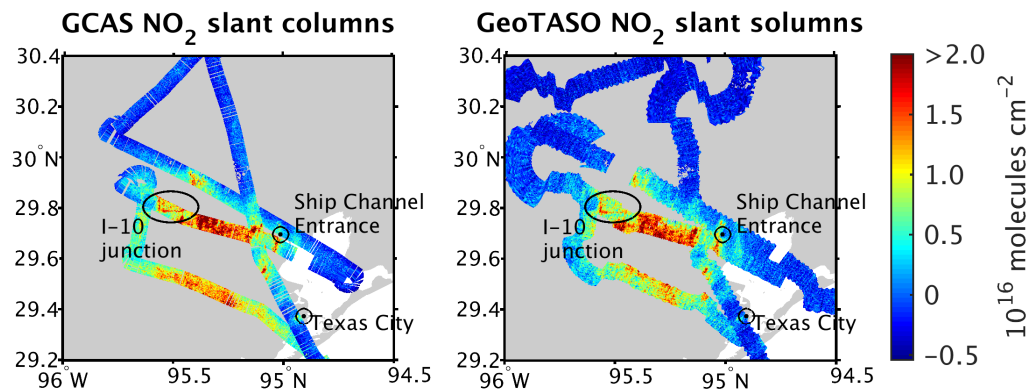 GCAS NO2 slant columns
30.4
30.2
30°N
29.8
29.6
29.4
29.2
96°W
95.5
95°N
94.5
I-10
junction
Ship Channel
Entrance
Texas City
GeoTASO NO2 slant solumns
30.4
30.2
30°N
29.8
29.6
29.4
29.2
96°W
95.5
95°N
94.5
I-10
junction
Ship Channel
Entrance
Texas City
>2.0
1.5
1.0
0.5
0
-0.5
10^16 molecules cm^-2